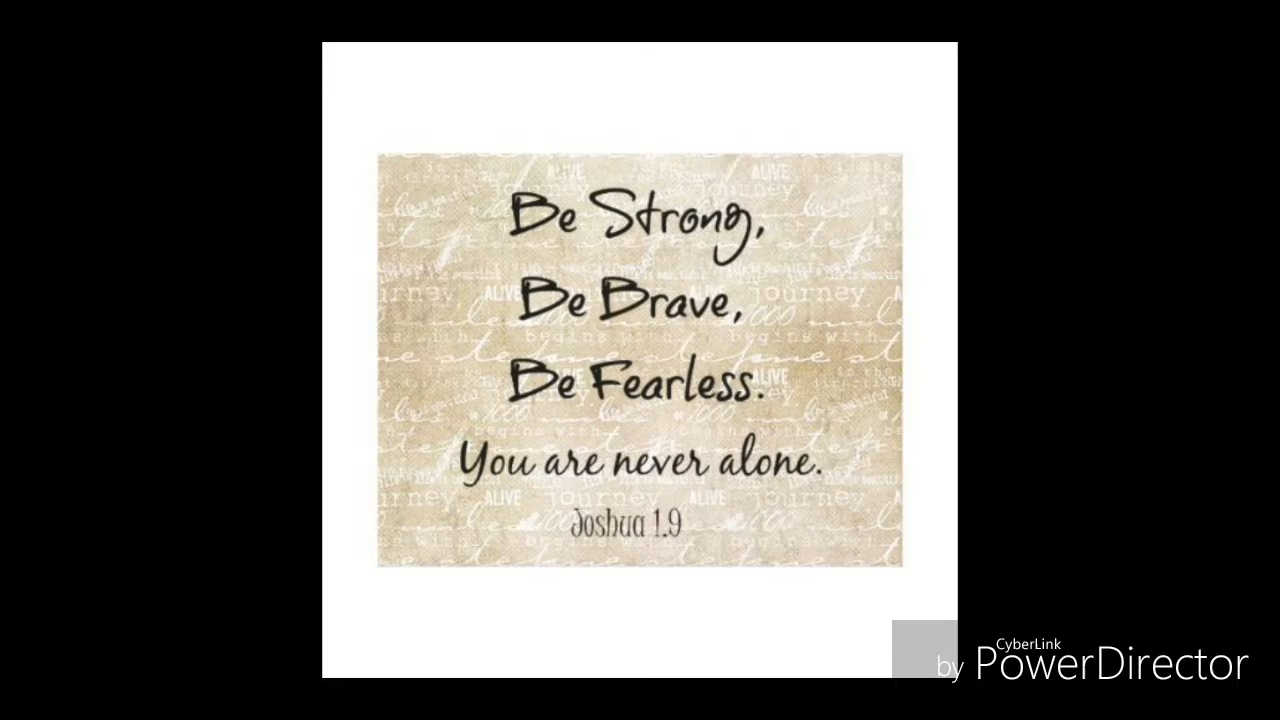 Be Strong,
Be Brave,
Be Fearless.
You are never alone.
Joshua 1.9
CyberLink
by PowerDirector